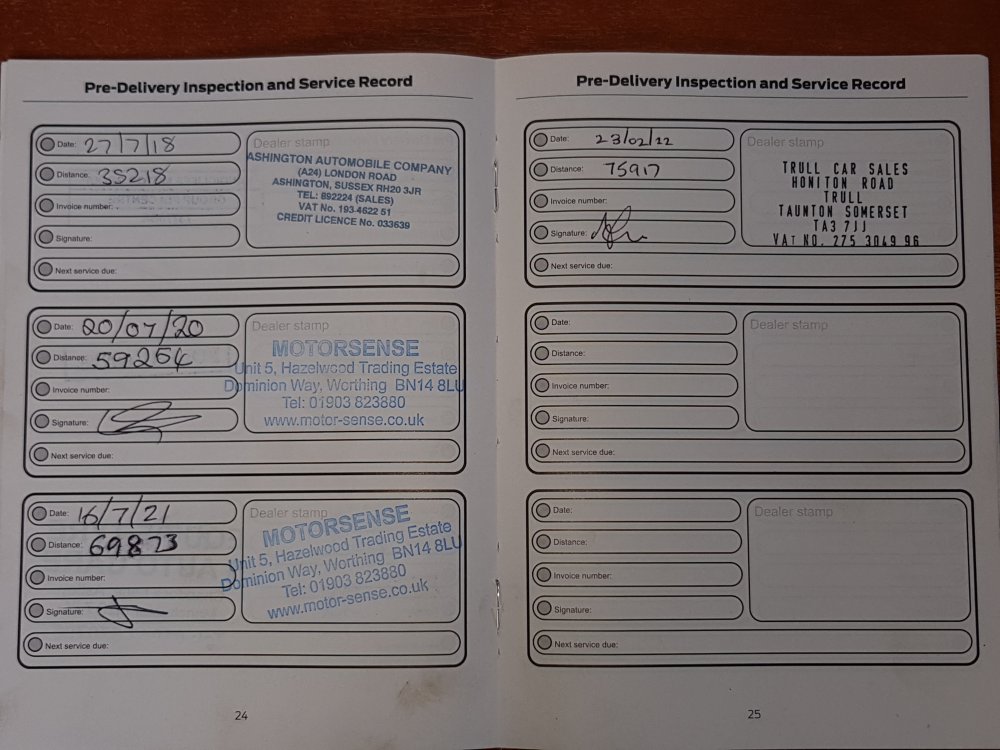 Pre-Delivery Inspection and Service Record
Date: 27/7/18
Distance: 35218
Invoice number:
Signature:
Next service due:
Dealer stamp
ASHINGTON AUTOMOBILE COMPANY
(A24) LONDON ROAD
ASHINGTON, SUSSEX RH20 3JR
TEL: 892224 (SALES)
VAT No. 193 4622 51
CREDIT LICENCE No. 033639
Date: 20/07/20
Distance: 59264
Invoice number:
Signature:
Next service due:
Dealer stamp
MOTORSENSE
Unit 5, Hazelwood Trading Estate
Dominion Way, Worthing BN14 8LU
Tel: 01903 823880
www.motor-sense.co.uk
Date: 16/7/21
Distance: 69873
Invoice number:
Signature:
Next service due:
Dealer stamp
MOTORSENSE
Unit 5, Hazelwood Trading Estate
Dominion Way, Worthing BN14 8LU
Tel: 01903 823880
www.motor-sense.co.uk
24
Pre-Delivery Inspection and Service Record
Date: 23/02/22
Distance: 75917
Invoice number:
Signature:
Next service due:
Dealer stamp
TRULL CAR SALES
HONITON ROAD
TRULL
TAUNTON SOMERSET
TA3 7JJ
VAT NO. 275 3049 96
Date:
Distance:
Invoice number:
Signature:
Next service due:
Dealer stamp
Date:
Distance:
Invoice number:
Signature:
Next service due:
Dealer stamp
25